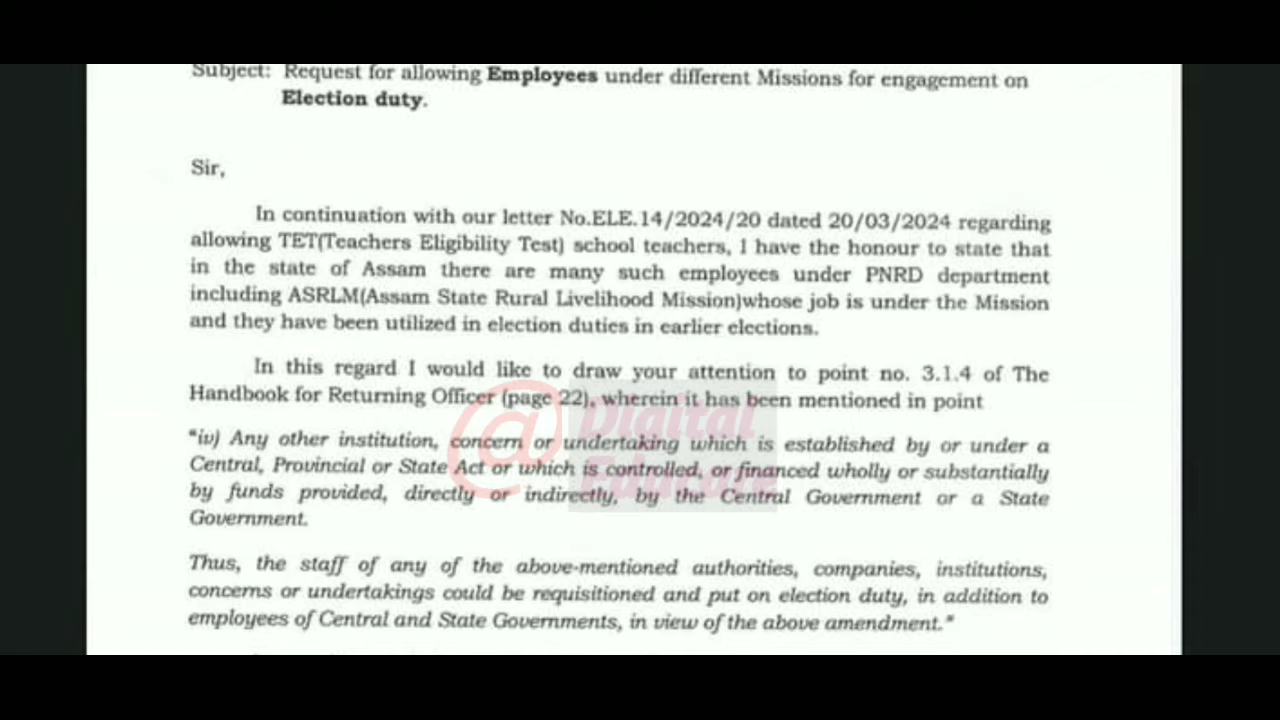 Subject: Request for allowing Employees under different Missions for engagement on
Election duty.
Sir,
In continuation with our letter No.ELE.14/2024/20 dated 20/03/2024 regarding
allowing TET(Teachers Eligibility Test) school teachers, I have the honour to state that
in the state of Assam there are many such employees under PNRD department
including ASRLM(Assam State Rural Livelihood Mission)whose job is under the Mission
and they have been utilized in election duties in earlier elections.
In this regard I would like to draw your attention to point no. 3.1.4 of The
Handbook for Returning Officer (page 22), wherein it has been mentioned in point
"iv) Any other institution, concern or undertaking which is established by or under a
Central, Provincial or State Act or which is controlled, or financed wholly or substantially
by funds provided, directly or indirectly, by the Central Government or a State
Government.
Thus, the staff of any of the above-mentioned authorities, companies, institutions,
concerns or undertakings could be requisitioned and put on election duty, in addition to
employees of Central and State Governments, in view of the above amendment."
@ Digital